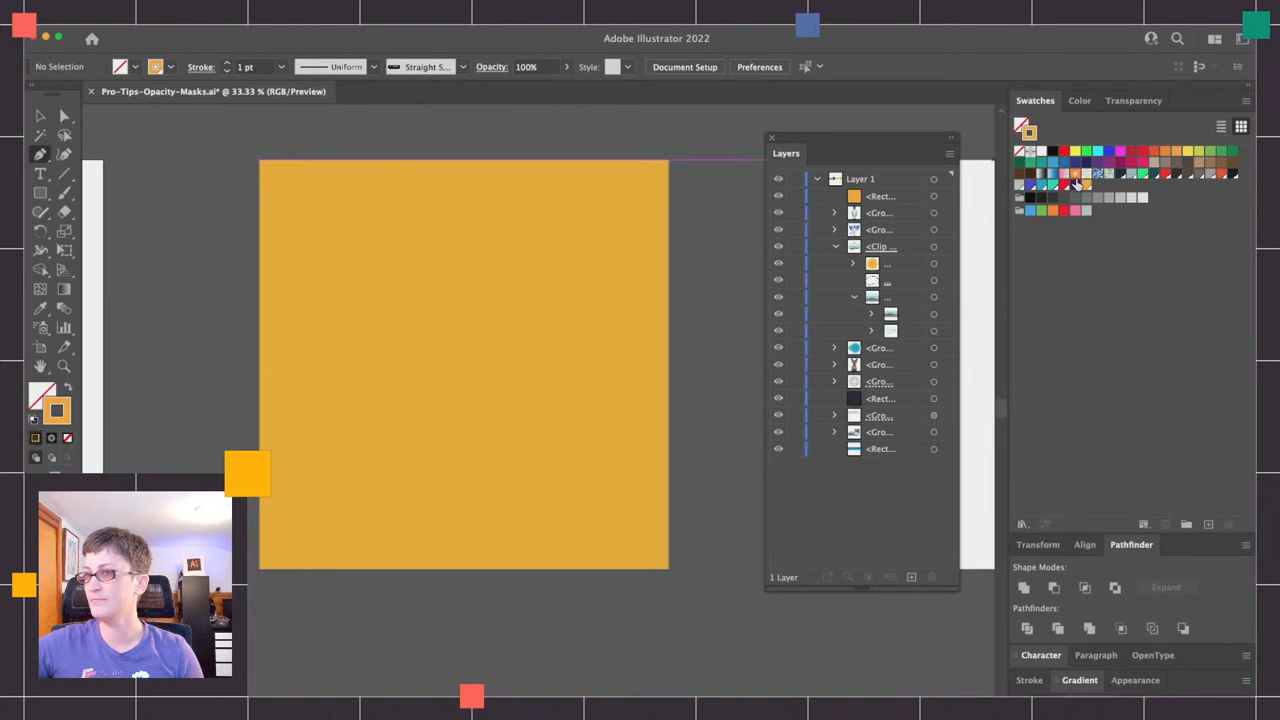 Adobe Illustrator 2022
No Selection
Stroke:
1 pt
Uniform
Straight S...
Opacity:
100%
Style:
Document Setup
Preferences
Pro-Tips-Opacity-Masks.ai* @ 33.33 % (RGB/Preview)
Swatches
Color
Transparency
Layers
Layer 1
<Rect...
<Gro...
<Gro...
<Clip ...
...
...
...
<Gro...
<Gro...
<Gro...
<Rect...
<Gro...
<Gro...
<Rect...
1 Layer
Transform
Align
Pathfinder
Shape Modes:
Expand
Pathfinders:
Character
Paragraph
OpenType
Stroke
Gradient
Appearance
Ai